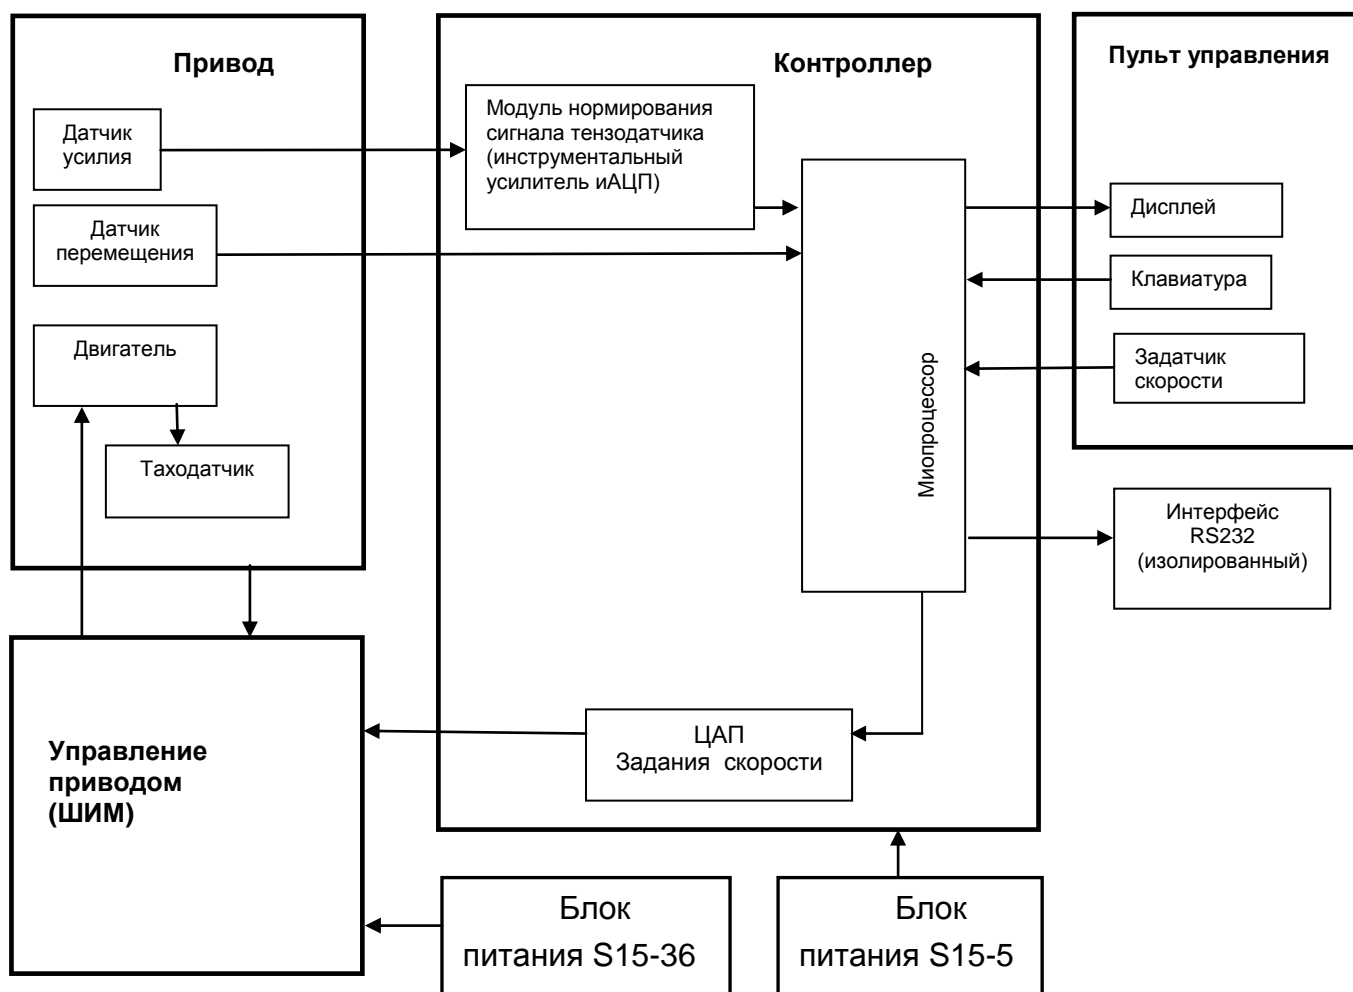 Привод
Датчик
усилия
Датчик
перемещения
Двигатель
Таходатчик
Контроллер
Модуль нормирования
сигнала тензодатчика
(инструментальный
усилитель иАЦП)
Миопроцессор
ЦАП
Задания скорости
Пульт управления
Дисплей
Клавиатура
Задатчик
скорости
Интерфейс
RS232
(изолированный)
Управление
приводом
(ШИМ)
Блок
питания S15-36
Блок
питания S15-5